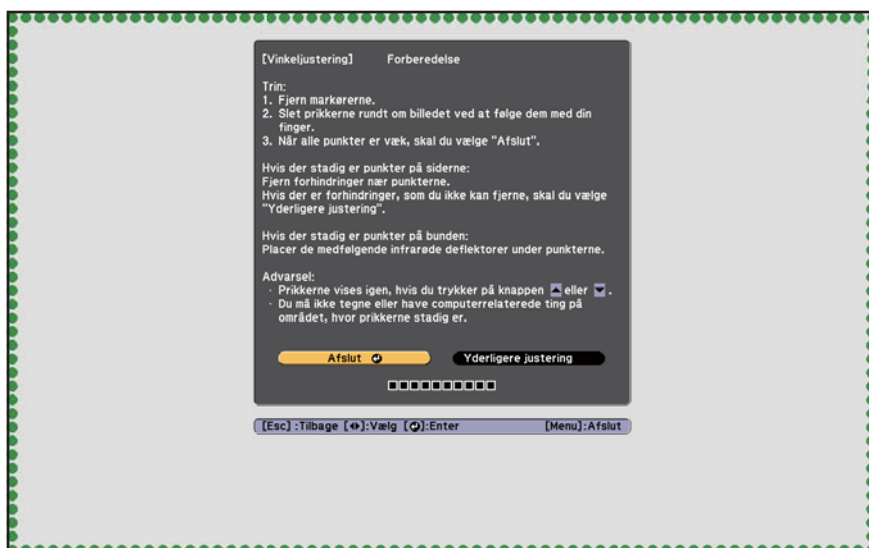 [Vinkeljustering] Forberedelse
Trin:
1. Fjern markørerne.
2. Slet prikkerne rundt om billedet ved at følge dem med din
finger.
3. Når alle punkter er væk, skal du vælge "Afslut".
Hvis der stadig er punkter på siderne:
Fjern forhindringer nær punkterne.
Hvis der er forhindringer, som du ikke kan fjerne, skal du vælge
"Yderligere justering".
Hvis der stadig er punkter på bunden:
Placer de medfølgende infrarøde deflektorer under punkterne.
Advarsel:
· Prikkerne vises igen, hvis du trykker på knappen ▲ eller ▼ .
· Du må ikke tegne eller have computerrelaterede ting på
området, hvor prikkerne stadig er.
Afslut Yderligere justering
[Esc] :Tilbage [◆]:Vælg [⏎]:Enter [Menu]:Afslut